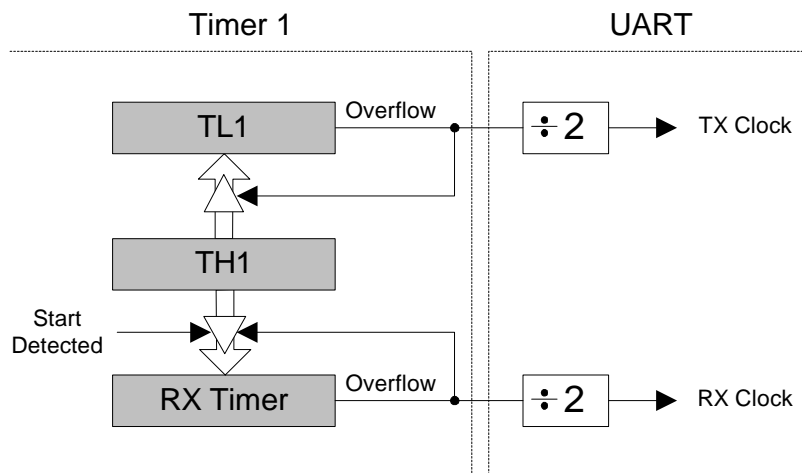 Timer 1
UART
TL1
Overflow
÷ 2
TX Clock
TH1
Start
Detected
RX Timer
Overflow
÷ 2
RX Clock